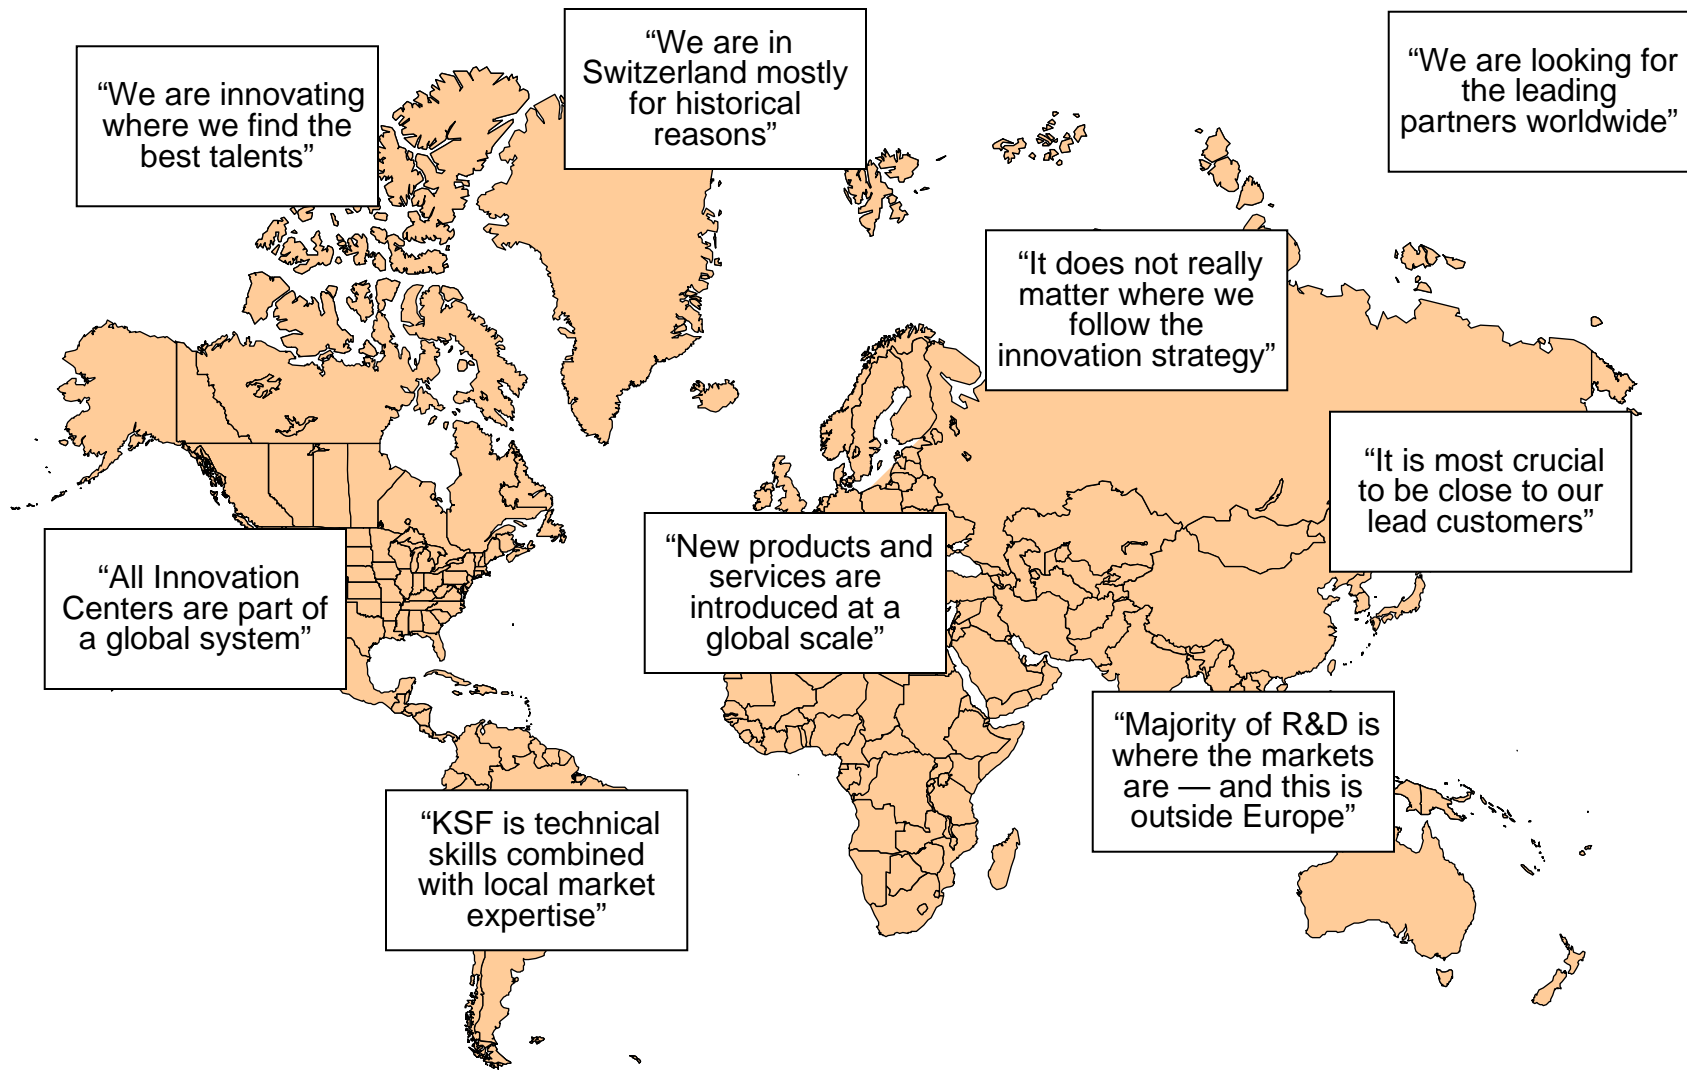 “We are innovating
where we find the
best talents”
“We are in
Switzerland mostly
for historical
reasons”
“We are looking for
the leading
partners worldwide”
“It does not really
matter where we
follow the
innovation strategy”
“It is most crucial
to be close to our
lead customers”
“All Innovation
Centers are part of
a global system”
“New products and
services are
introduced at a
global scale”
“Majority of R&D is
where the markets
are — and this is
outside Europe”
“KSF is technical
skills combined
with local market
expertise”